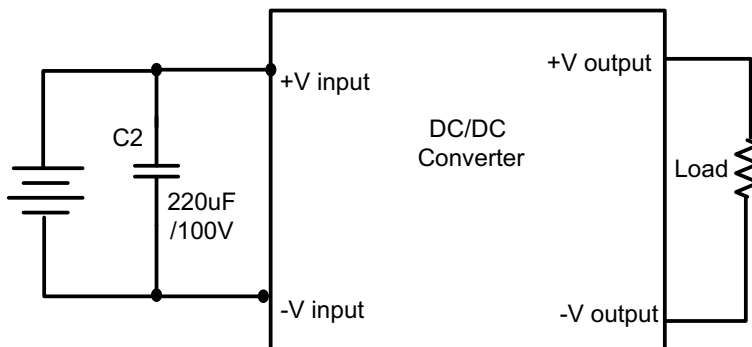 +V input
+V output
C2
DC/DC
Converter
Load
220uF
/100V
-V input
-V output